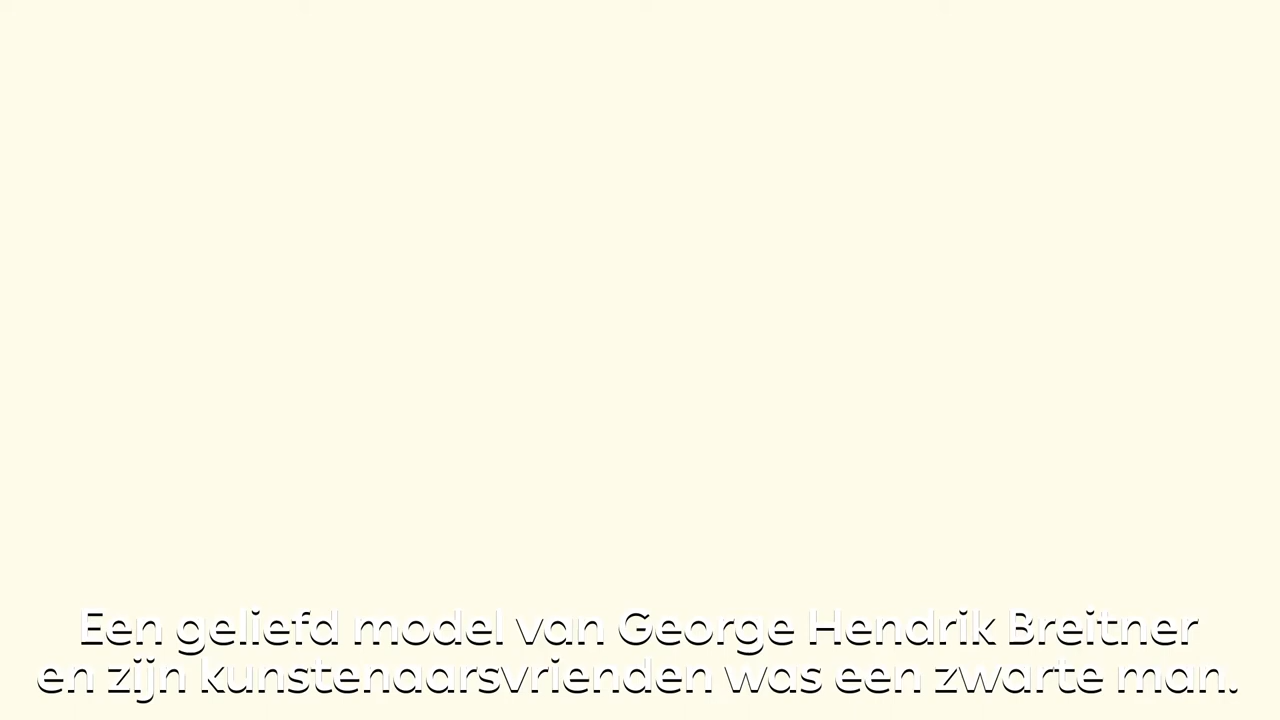 Een geliefd model van George Hendrik Breitner
en zijn kunstenaarsvrienden was een zwarte man.